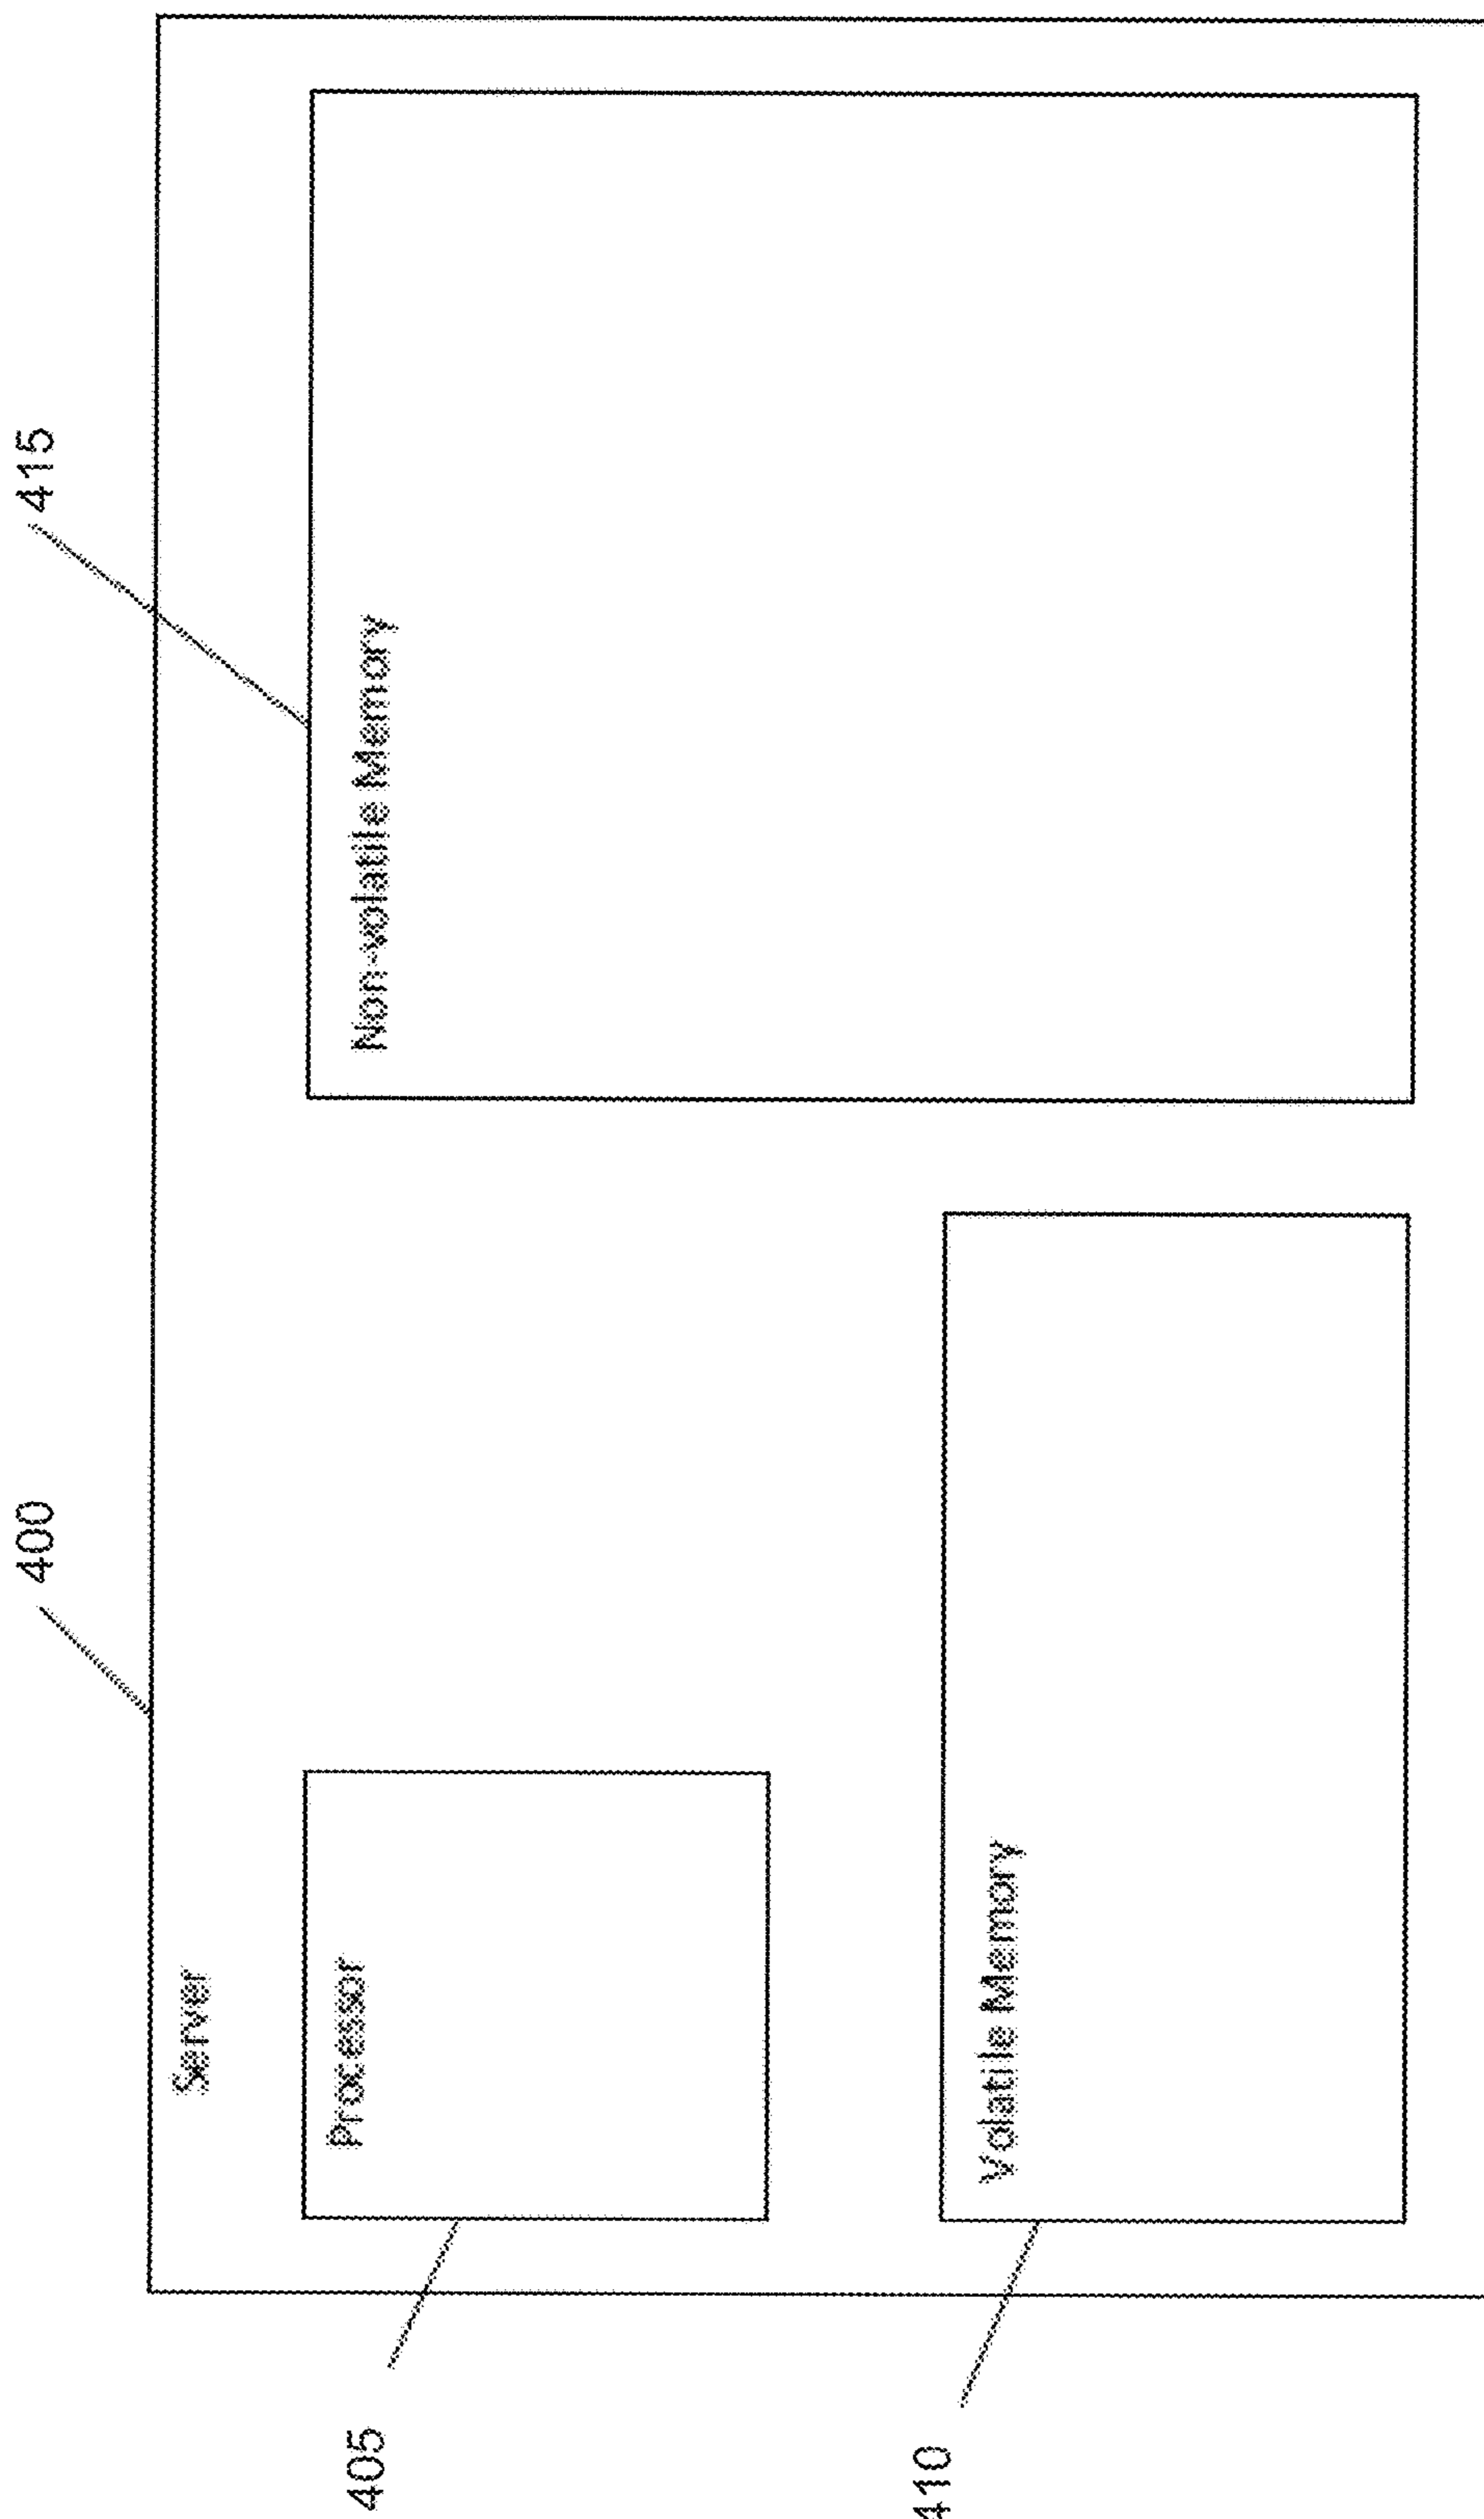 400
415
Server
405
Processor
Non-volatile Memory
410
Volatile Memory